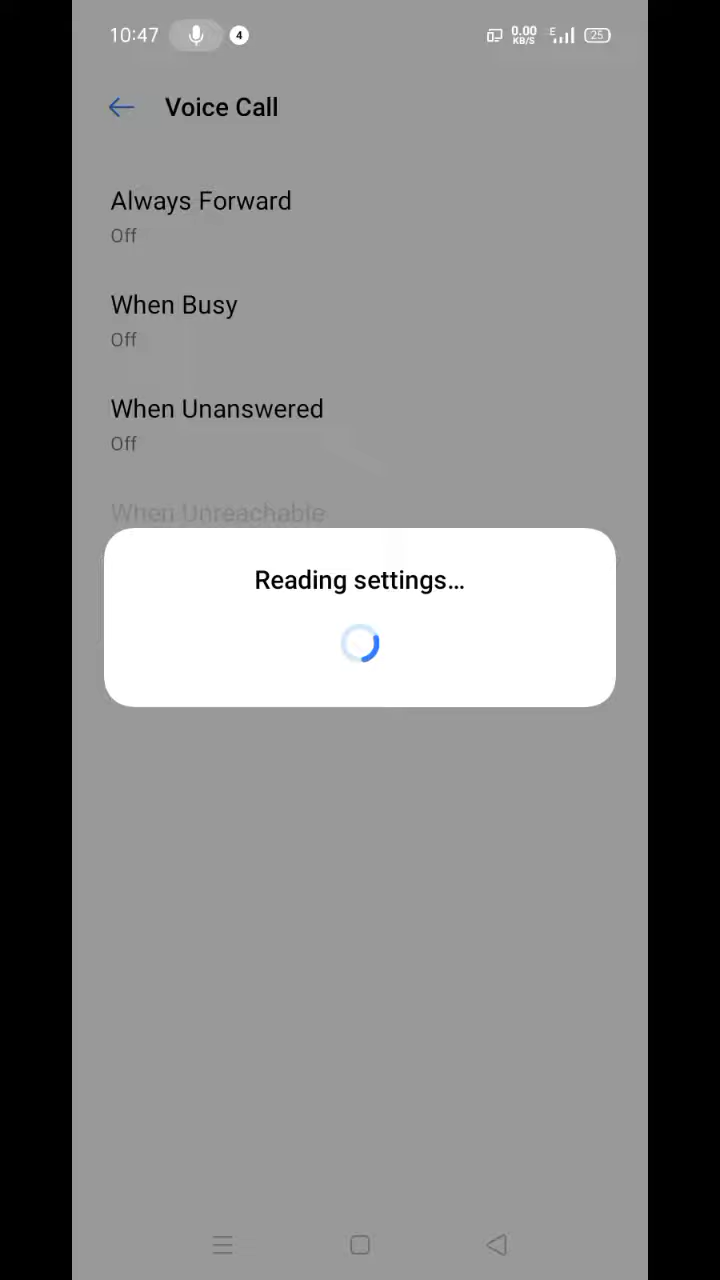 10:47 4 0.00 KB/S E 25
Voice Call
Always Forward
Off
When Busy
Off
When Unanswered
Off
When Unreachable
Reading settings...